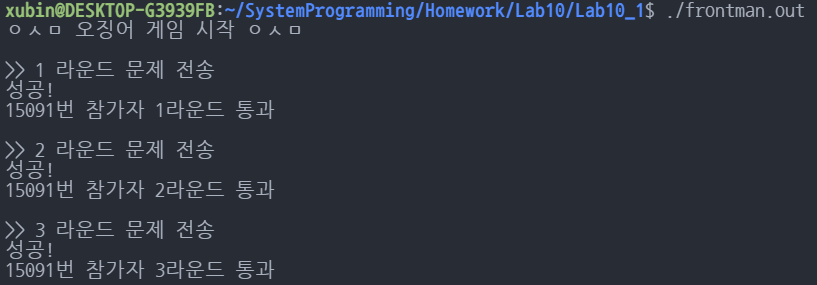 xubin@DESKTOP-G3939FB:~/SystemProgramming/Homework/Lab10/Lab10_1$ ./frontman.out
ㅇㅅㅁ 오징어 게임 시작 ㅇㅅㅁ
>> 1 라운드 문제 전송
성공!
15091번 참가자 1라운드 통과
>> 2 라운드 문제 전송
성공!
15091번 참가자 2라운드 통과
>> 3 라운드 문제 전송
성공!
15091번 참가자 3라운드 통과